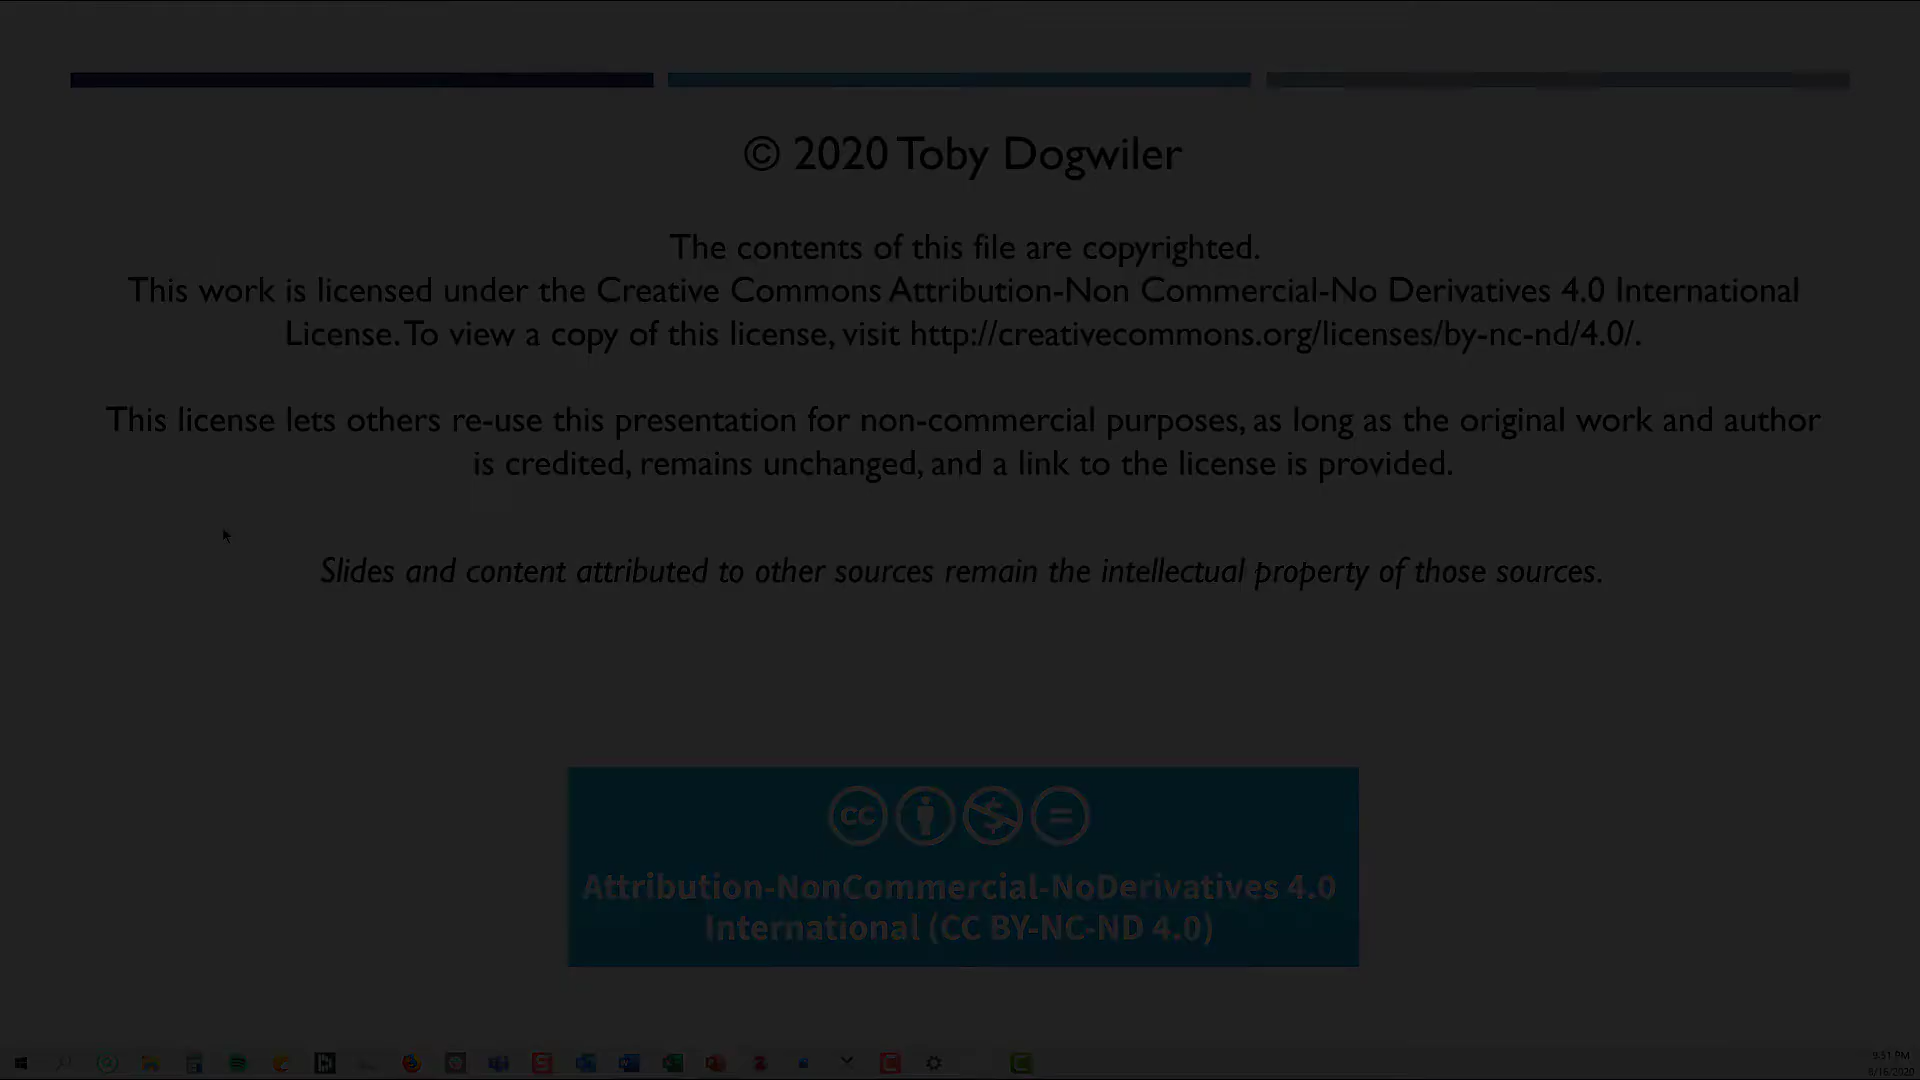 © 2020 Toby Dogwiler
The contents of this file are copyrighted.
This work is licensed under the Creative Commons Attribution-Non Commercial-No Derivatives 4.0 International
License. To view a copy of this license, visit http://creativecommons.org/licenses/by-nc-nd/4.0/.
This license lets others re-use this presentation for non-commercial purposes, as long as the original work and author
is credited, remains unchanged, and a link to the license is provided.
Slides and content attributed to other sources remain the intellectual property of those sources.
cc
Attribution-NonCommercial-NoDerivatives 4.0
International (CC BY-NC-ND 4.0)
8/16/2020